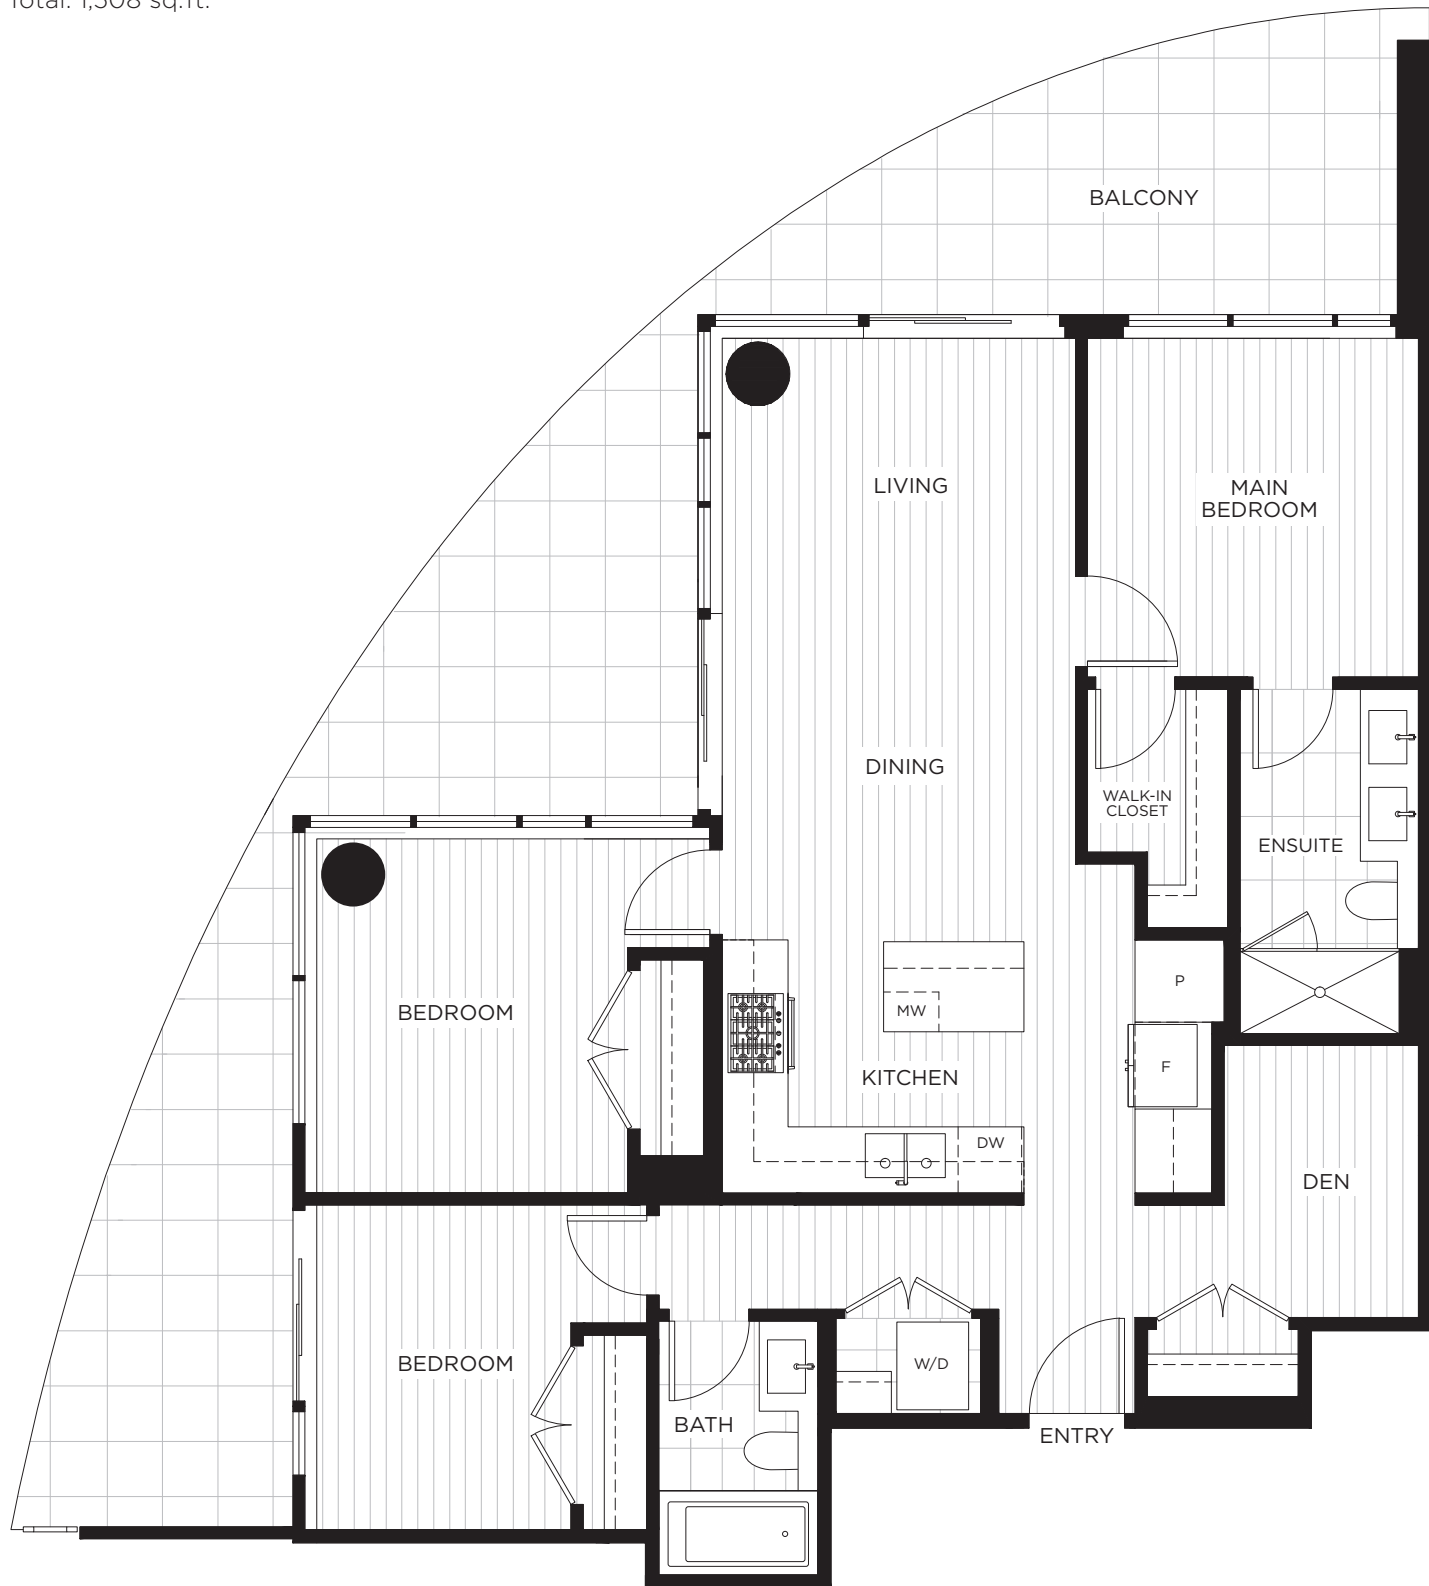 Total: 1,508 sq.ft.
BALCONY
LIVING
MAIN
BEDROOM
DINING
WALK-IN
CLOSET
ENSUITE
P
BEDROOM
MW
F
KITCHEN
DW
DEN
BEDROOM
W/D
BATH
ENTRY